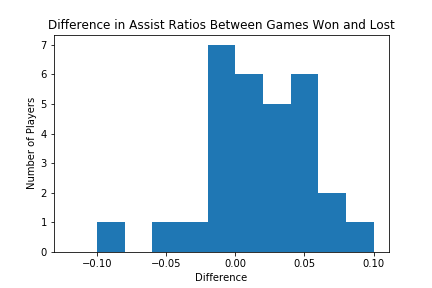 Difference in Assist Ratios Between Games Won and Lost
Number of Players
7
6
5
4
3
2
1
0
−0.10 −0.05 0.00 0.05 0.10
Difference